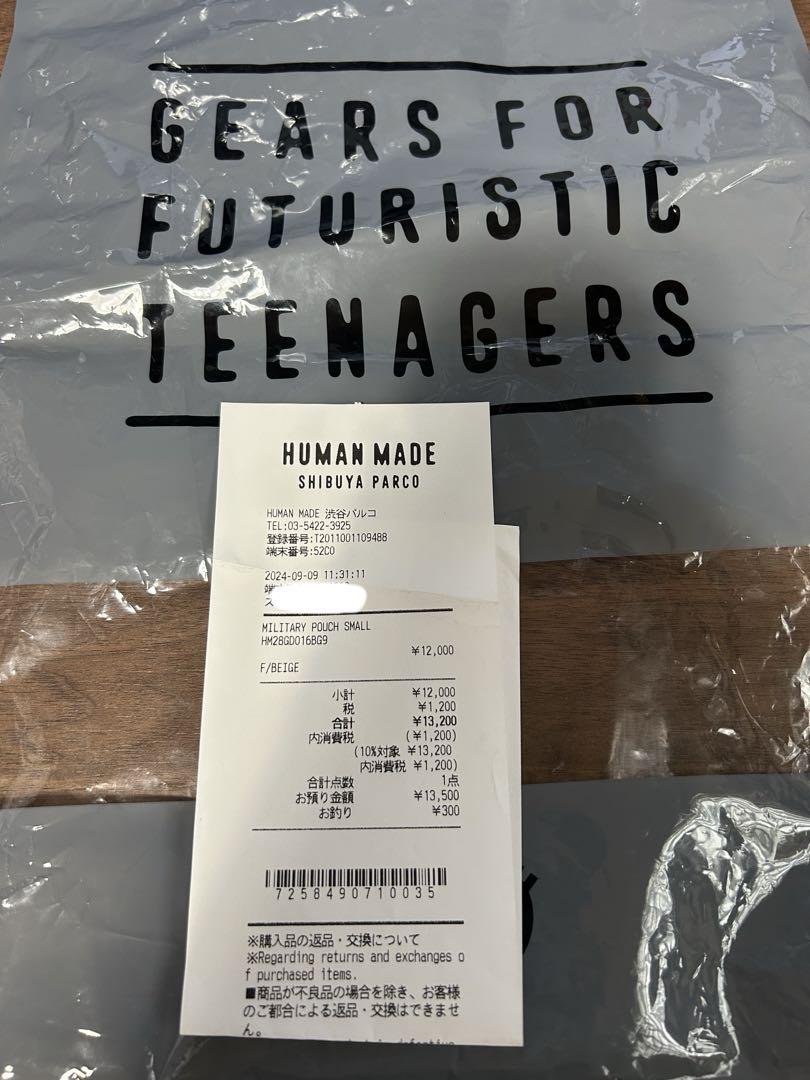 GEARS FOR
FUTURISTIC
TEENAGERS
HUMAN MADE
SHIBUYA PARCO
HUMAN MADE 渋谷パルコ
TEL:03-5422-3925
登録番号:T2011001109488
端末番号:52C0
2024-09-09 11:31:11
MILITARY POUCH SMALL
HM28GD016BG9
¥12,000
F/BEIGE
小計 ¥12,000
税 ¥1,200
合計 ¥13,200
内消費税 (¥1,200)
(10%対象 ¥13,200
内消費税 ¥1,200)
合計点数 1点
お預り金額 ¥13,500
お釣り ¥300
7258490710035
※購入品の返品・交換について
※Regarding returns and exchanges o
f purchased items.
■商品が不良品の場合を除き、お客様
のご都合による返品・交換はできませ
ん。